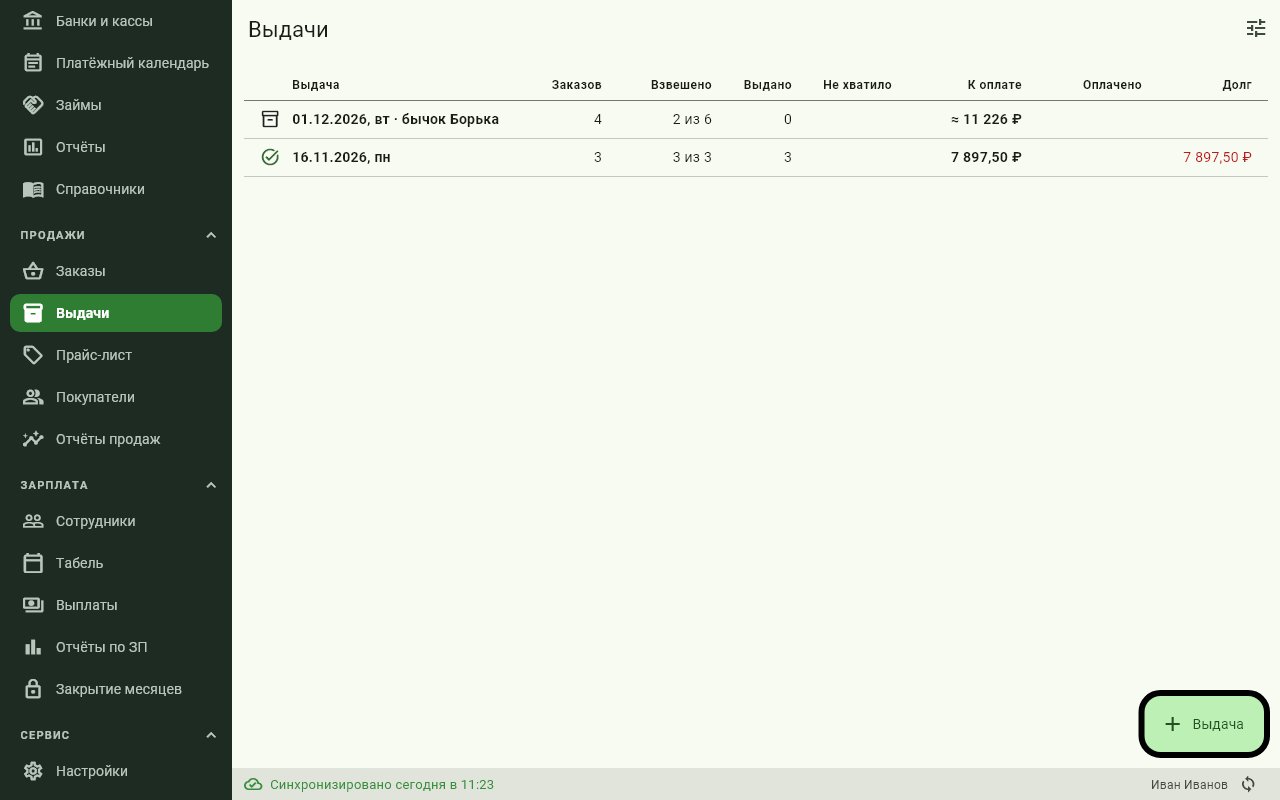 Банки и кассы
Платёжный календарь
Займы
Отчёты
Справочники
ПРОДАЖИ
Заказы
Выдачи
Прайс-лист
Покупатели
Отчёты продаж
ЗАРПЛАТА
Сотрудники
Табель
Выплаты
Отчёты по ЗП
Закрытие месяцев
СЕРВИС
Настройки
Выдачи
Выдача Заказов Взвешено Выдано Не хватило К оплате Оплачено Долг
01.12.2026, вт · бычок Борька 4 2 из 6 0 ≈ 11 226 ₽
16.11.2026, пн 3 3 из 3 3 7 897,50 ₽ 7 897,50 ₽
Выдача
Синхронизировано сегодня в 11:23
Иван Иванов